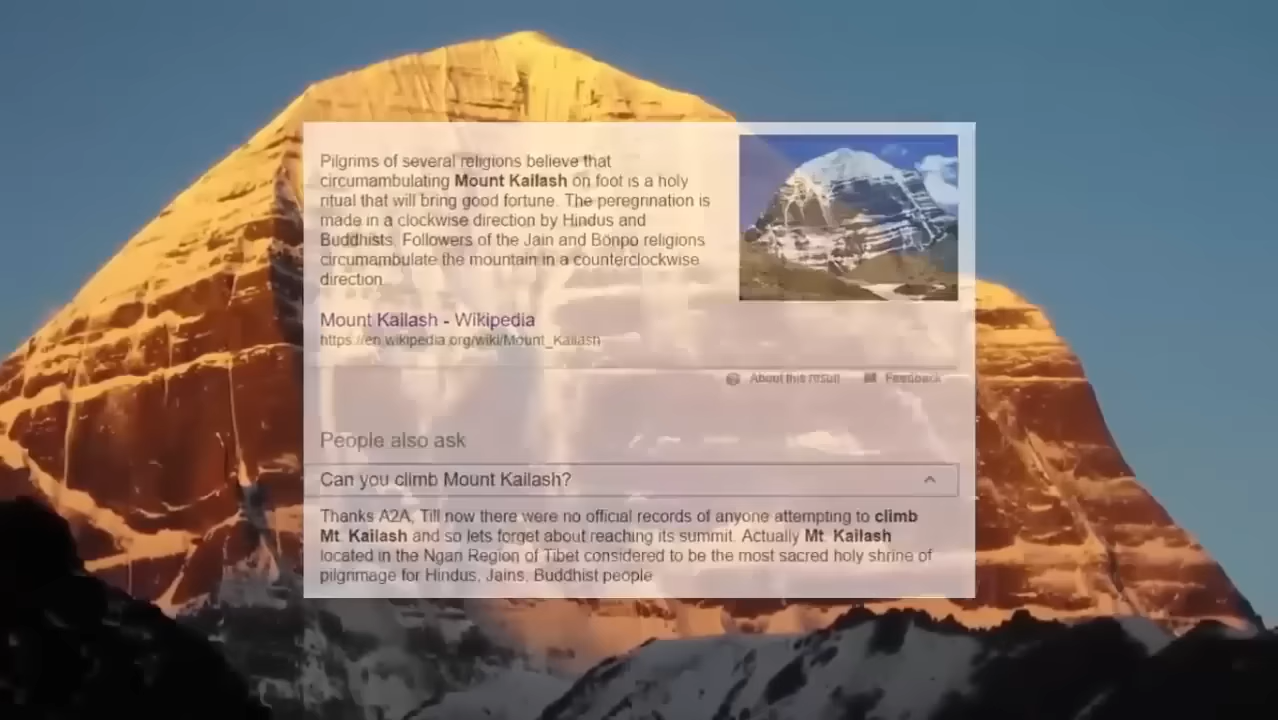 Pilgrims of several religions believe that
circumambulating Mount Kailash on foot is a holy
ritual that will bring good fortune. The peregrination is
made in a clockwise direction by Hindus and
Buddhists. Followers of the Jain and Bönpo religions
circumambulate the mountain in a counterclockwise
direction.
Mount Kailash - Wikipedia
https://en.wikipedia.org/wiki/Mount_Kailash
About this result Feedback
People also ask
Can you climb Mount Kailash?
Thanks A2A, Till now there were no official records of anyone attempting to climb
Mt. Kailash and so lets forget about reaching its summit. Actually Mt. Kailash
located in the Ngan Region of Tibet considered to be the most sacred holy shrine of
pilgrimage for Hindus, Jains, Buddhist people